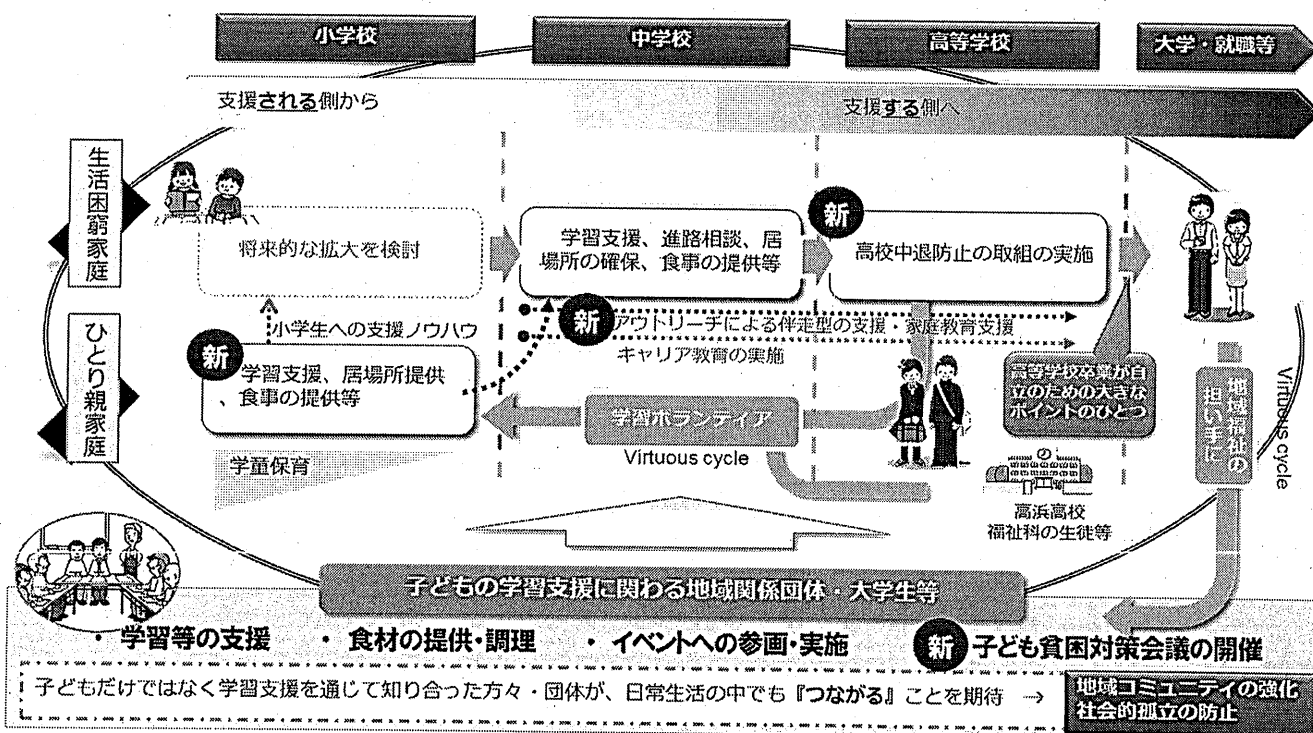 小学校
中学校
高等学校
大学・就職等
支援される側から
支援する側へ
生活困窮家庭
将来的な拡大を検討
学習支援、進路相談、居
場所の確保、食事の提供等
新
高校中退防止の取組の実施
小学生への支援ノウハウ
新
アウトリーチによる伴走型の支援・家庭教育支援
キャリア教育の実施
ひとり親家庭
新
学習支援、居場所提供
、食事の提供等
高等学校卒業が自
立のための大きな
ポイントのひとつ
学習ボランティア
Virtuous cycle
学童保育
地域福祉の
担い手に
Virtuous cycle
高浜高校
福祉科の生徒等
子どもの学習支援に関わる地域関係団体・大学生等
・ 学習等の支援 ・ 食材の提供・調理 ・ イベントへの参画・実施
新 子ども貧困対策会議の開催
子どもだけではなく学習支援を通じて知り合った方々・団体が、日常生活の中でも『つながる』ことを期待 →
地域コミュニティの強化
社会的孤立の防止